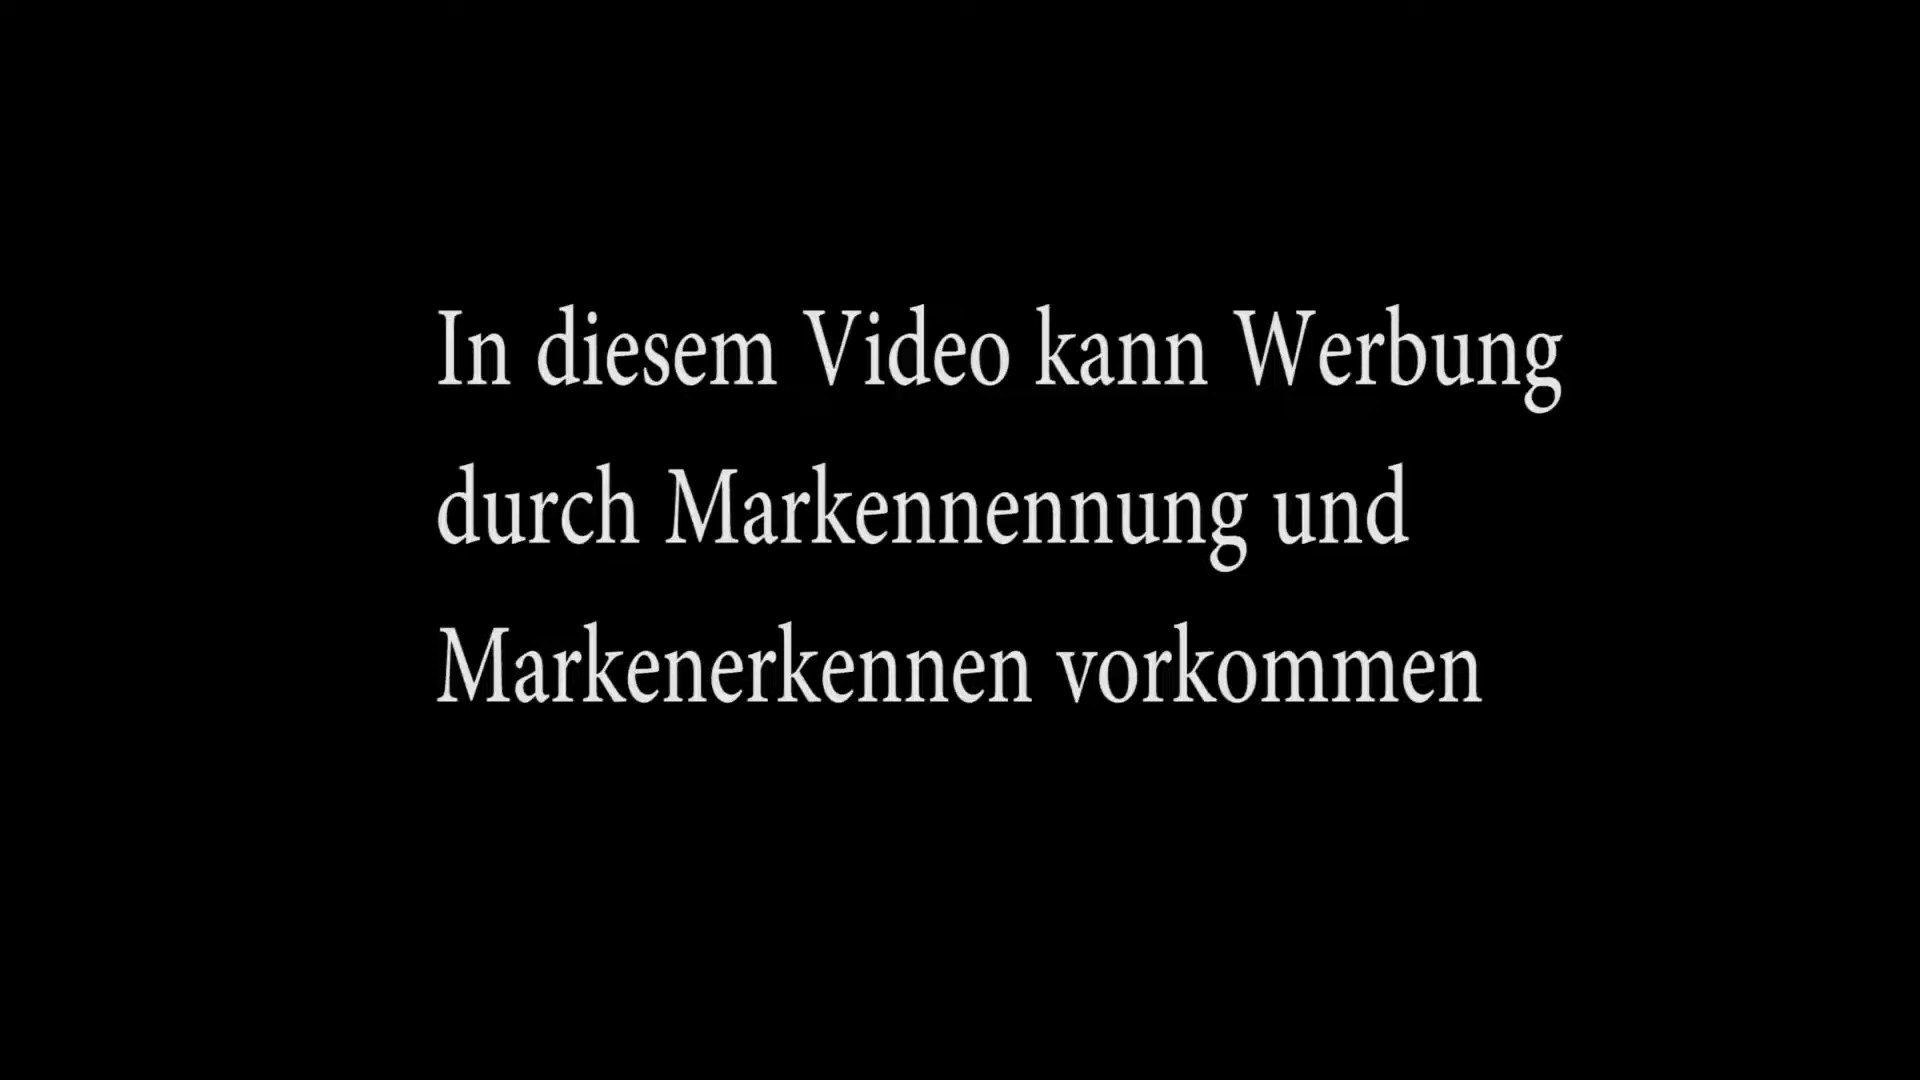 In diesem Video kann Werbung
durch Markennennung und
Markenerkennen vorkommen